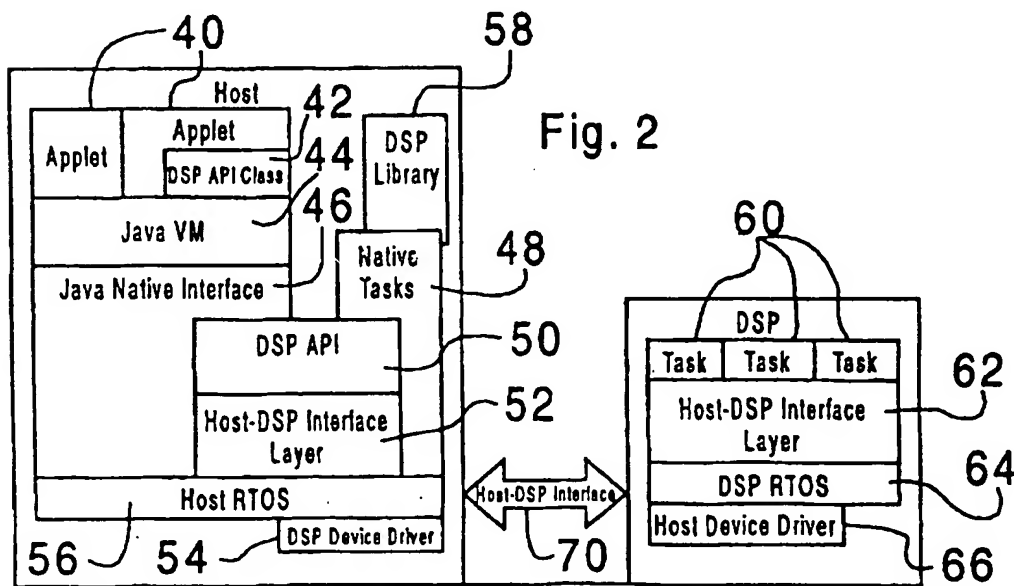 40
40
58
Host
Fig. 2
Applet
Applet
42
DSP API Class
44
DSP
Library
Java VM
46
Java Native Interface
Native
Tasks
48
60
DSP
DSP API
50
Task
Task
Task
62
Host-DSP Interface
Layer
52
Host-DSP Interface
Layer
64
Host RTOS
Host-DSP Interface
DSP RTOS
56
54
DSP Device Driver
70
Host Device Driver
66